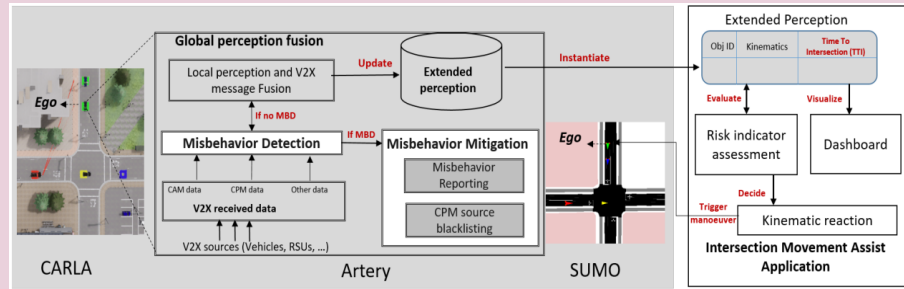 Global perception fusion
Local perception and V2X
message Fusion
Update
Extended
perception
Instantiate
If no MBD
Misbehavior Detection
If MBD
Misbehavior Mitigation
Misbehavior
Reporting
CPM source
blacklisting
CAM data
CPM data
Other data
V2X received data
V2X sources (Vehicles, RSUs, ...)
Ego
CARLA
Artery
Ego
SUMO
Extended Perception
Obj ID
Kinematics
Time To
Intersection (TTI)
Evaluate
Visualize
Risk indicator
assessment
Dashboard
Decide
Trigger
manoeuver
Kinematic reaction
Intersection Movement Assist
Application